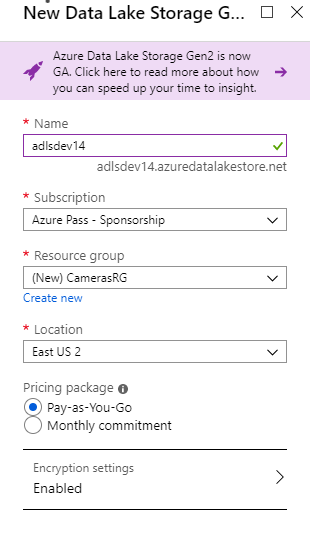 New Data Lake Storage G...
Azure Data Lake Storage Gen2 is now
GA. Click here to read more about how
you can speed up your time to insight.
* Name
adlsdev14
adlsdev14.azuredatalakestore.net
* Subscription
Azure Pass - Sponsorship
* Resource group
(New) CamerasRG
Create new
* Location
East US 2
Pricing package
Pay-as-You-Go
Monthly commitment
Encryption settings
Enabled